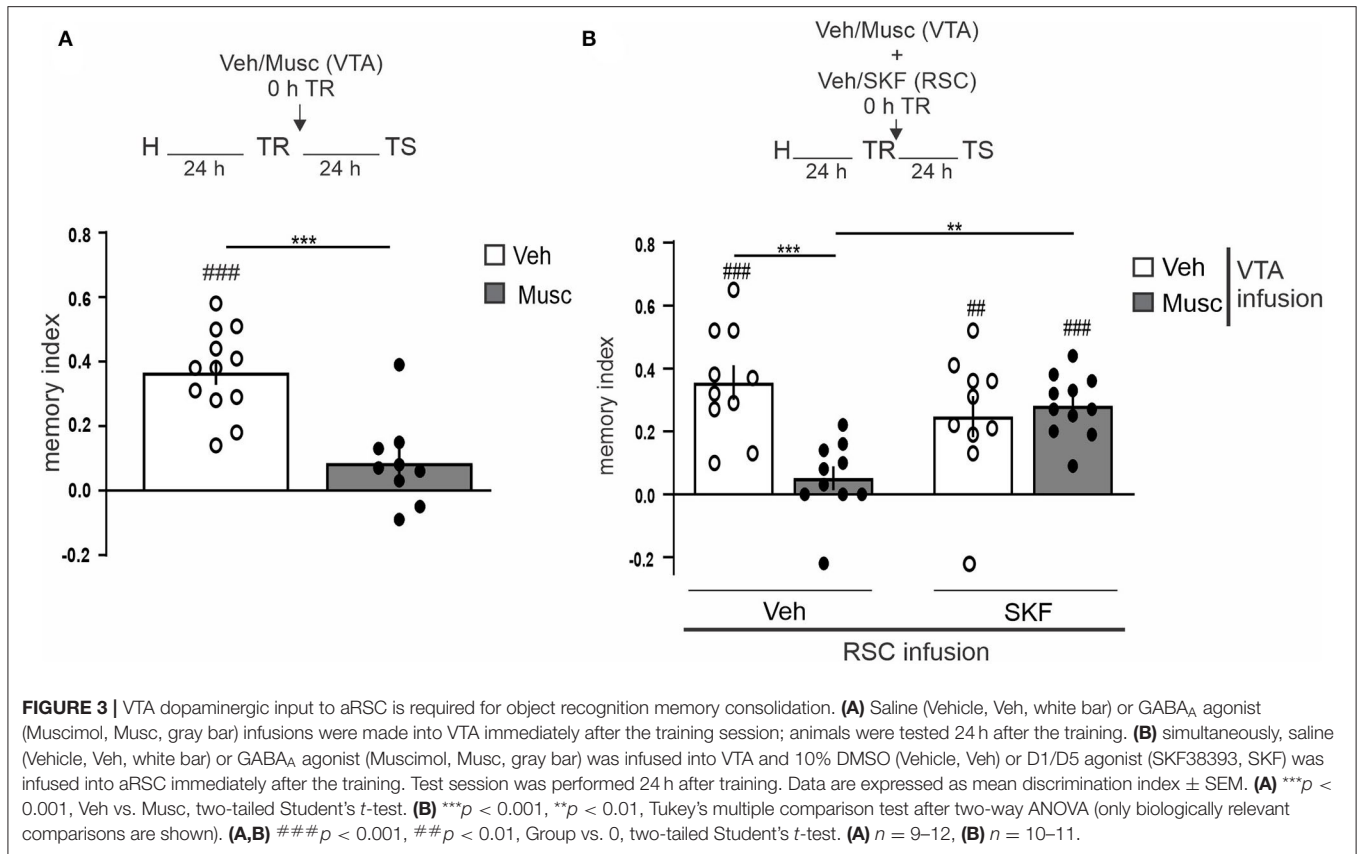 A
Veh/Musc (VTA)
0 h TR
H TR TS
24 h 24 h
***
###
Veh
Musc
memory index
0.8
0.6
0.4
0.2
0.0
-0.2
B
Veh/Musc (VTA)
+
Veh/SKF (RSC)
0 h TR
H TR TS
24 h 24 h
**
***
###
##
###
Veh
Musc
VTA
infusion
memory index
0.8
0.6
0.4
0.2
0.0
-0.2
Veh SKF
RSC infusion
FIGURE 3 | VTA dopaminergic input to aRSC is required for object recognition memory consolidation. (A) Saline (Vehicle, Veh, white bar) or GABAA agonist
(Muscimol, Musc, gray bar) infusions were made into VTA immediately after the training session; animals were tested 24 h after the training. (B) simultaneously, saline
(Vehicle, Veh, white bar) or GABAA agonist (Muscimol, Musc, gray bar) was infused into VTA and 10% DMSO (Vehicle, Veh) or D1/D5 agonist (SKF38393, SKF) was
infused into aRSC immediately after the training. Test session was performed 24 h after training. Data are expressed as mean discrimination index ± SEM. (A) ***p <
0.001, Veh vs. Musc, two-tailed Student's t-test. (B) ***p < 0.001, **p < 0.01, Tukey's multiple comparison test after two-way ANOVA (only biologically relevant
comparisons are shown). (A,B) ###p < 0.001, ##p < 0.01, Group vs. 0, two-tailed Student's t-test. (A) n = 9–12, (B) n = 10–11.